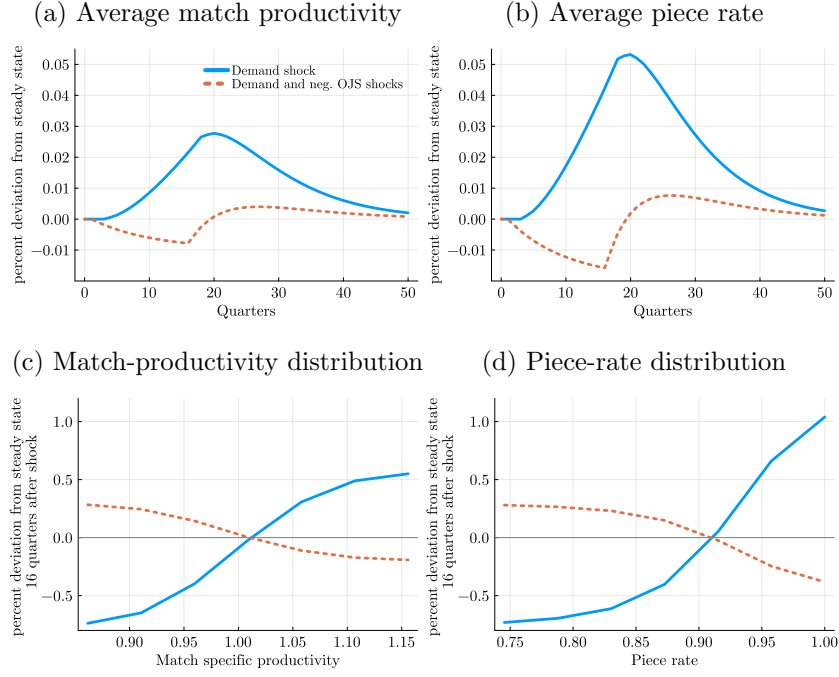 (a) Average match productivity
percent deviation from steady state
0.05
0.04
0.03
0.02
0.01
0.00
−0.01
Demand shock
Demand and neg. OJS shocks
0 10 20 30 40 50
Quarters
(b) Average piece rate
percent deviation from steady state
0.05
0.04
0.03
0.02
0.01
0.00
−0.01
0 10 20 30 40 50
Quarters
(c) Match-productivity distribution
percent deviation from steady state
16 quarters after shock
1.0
0.5
0.0
−0.5
0.90 0.95 1.00 1.05 1.10 1.15
Match specific productivity
(d) Piece-rate distribution
percent deviation from steady state
16 quarters after shock
1.0
0.5
0.0
−0.5
0.75 0.80 0.85 0.90 0.95 1.00
Piece rate